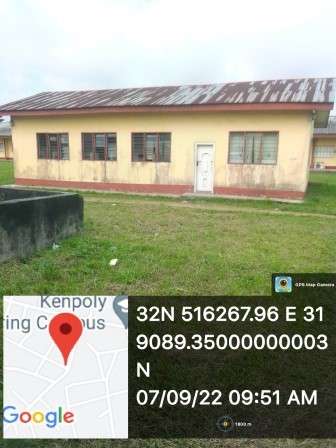 GPS Map Camera
Kenpoly
ring Campus
Google
32N 516267.96 E 31
9089.35000000003
N
07/09/22 09:51 AM
1800 m